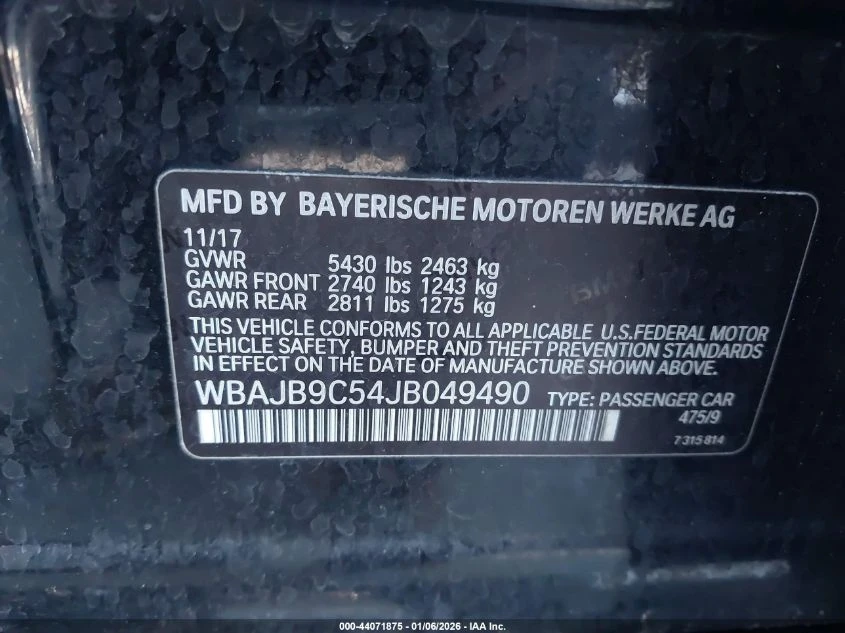 MFD BY BAYERISCHE MOTOREN WERKE AG
11/17
GVWR 5430 lbs 2463 kg
GAWR FRONT 2740 lbs 1243 kg
GAWR REAR 2811 lbs 1275 kg
THIS VEHICLE CONFORMS TO ALL APPLICABLE U.S.FEDERAL MOTOR
VEHICLE SAFETY, BUMPER AND THEFT PREVENTION STANDARDS
IN EFFECT ON THE DATE OF MANUFACTURE SHOWN ABOVE.
WBAJB9C54JB049490 TYPE: PASSENGER CAR
475/9
7 315 814
000-44071875 - 01/06/2026 - IAA Inc.